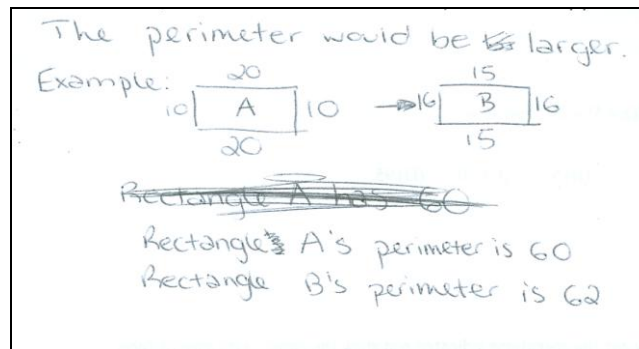 The perimeter would be larger.
Example:
20
10 A 10
20
15
16 B 16
15
Rectangle A has 60
Rectangle A's perimeter is 60
Rectangle B's perimeter is 62